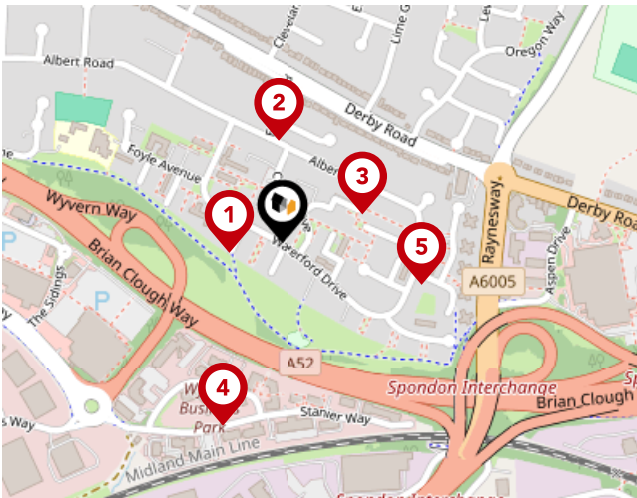 Oregon Way
Albert Road
Derby Road
2
Foyle Avenue
3
Wyvern Way
1
Derby Road
Raynesway
Waterford Drive
5
Aspen Drive
P
Brian Clough Way
A6005
The Sidings
P
A52
4
Spondon Interchange
Brian Clough
Stanier Way
Park
Midland Main Line